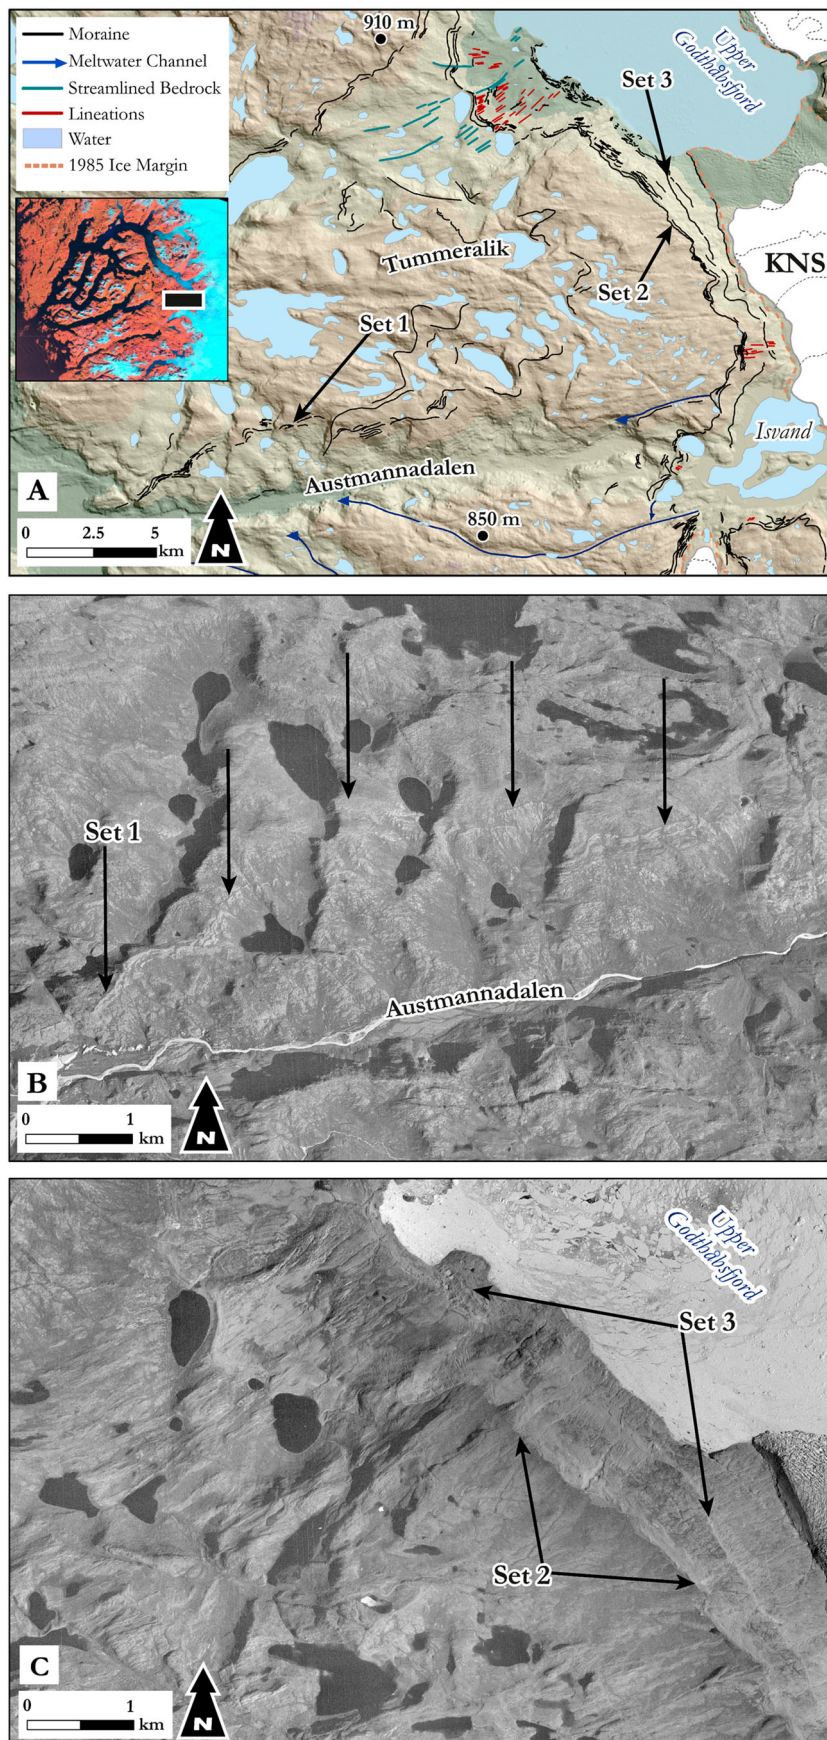 Moraine
Meltwater Channel
Streamlined Bedrock
Lineations
Water
1985 Ice Margin
910 m
Upper
Godthåbsfjord
Set 3
KNS
Tummeralik
Set 2
Set 1
Isvand
Austmannadalen
850 m
A
0 2.5 5
km
N
Set 1
Austmannadalen
B
0 1
km
N
Upper
Godthåbsfjord
Set 3
Set 2
C
0 1
km
N